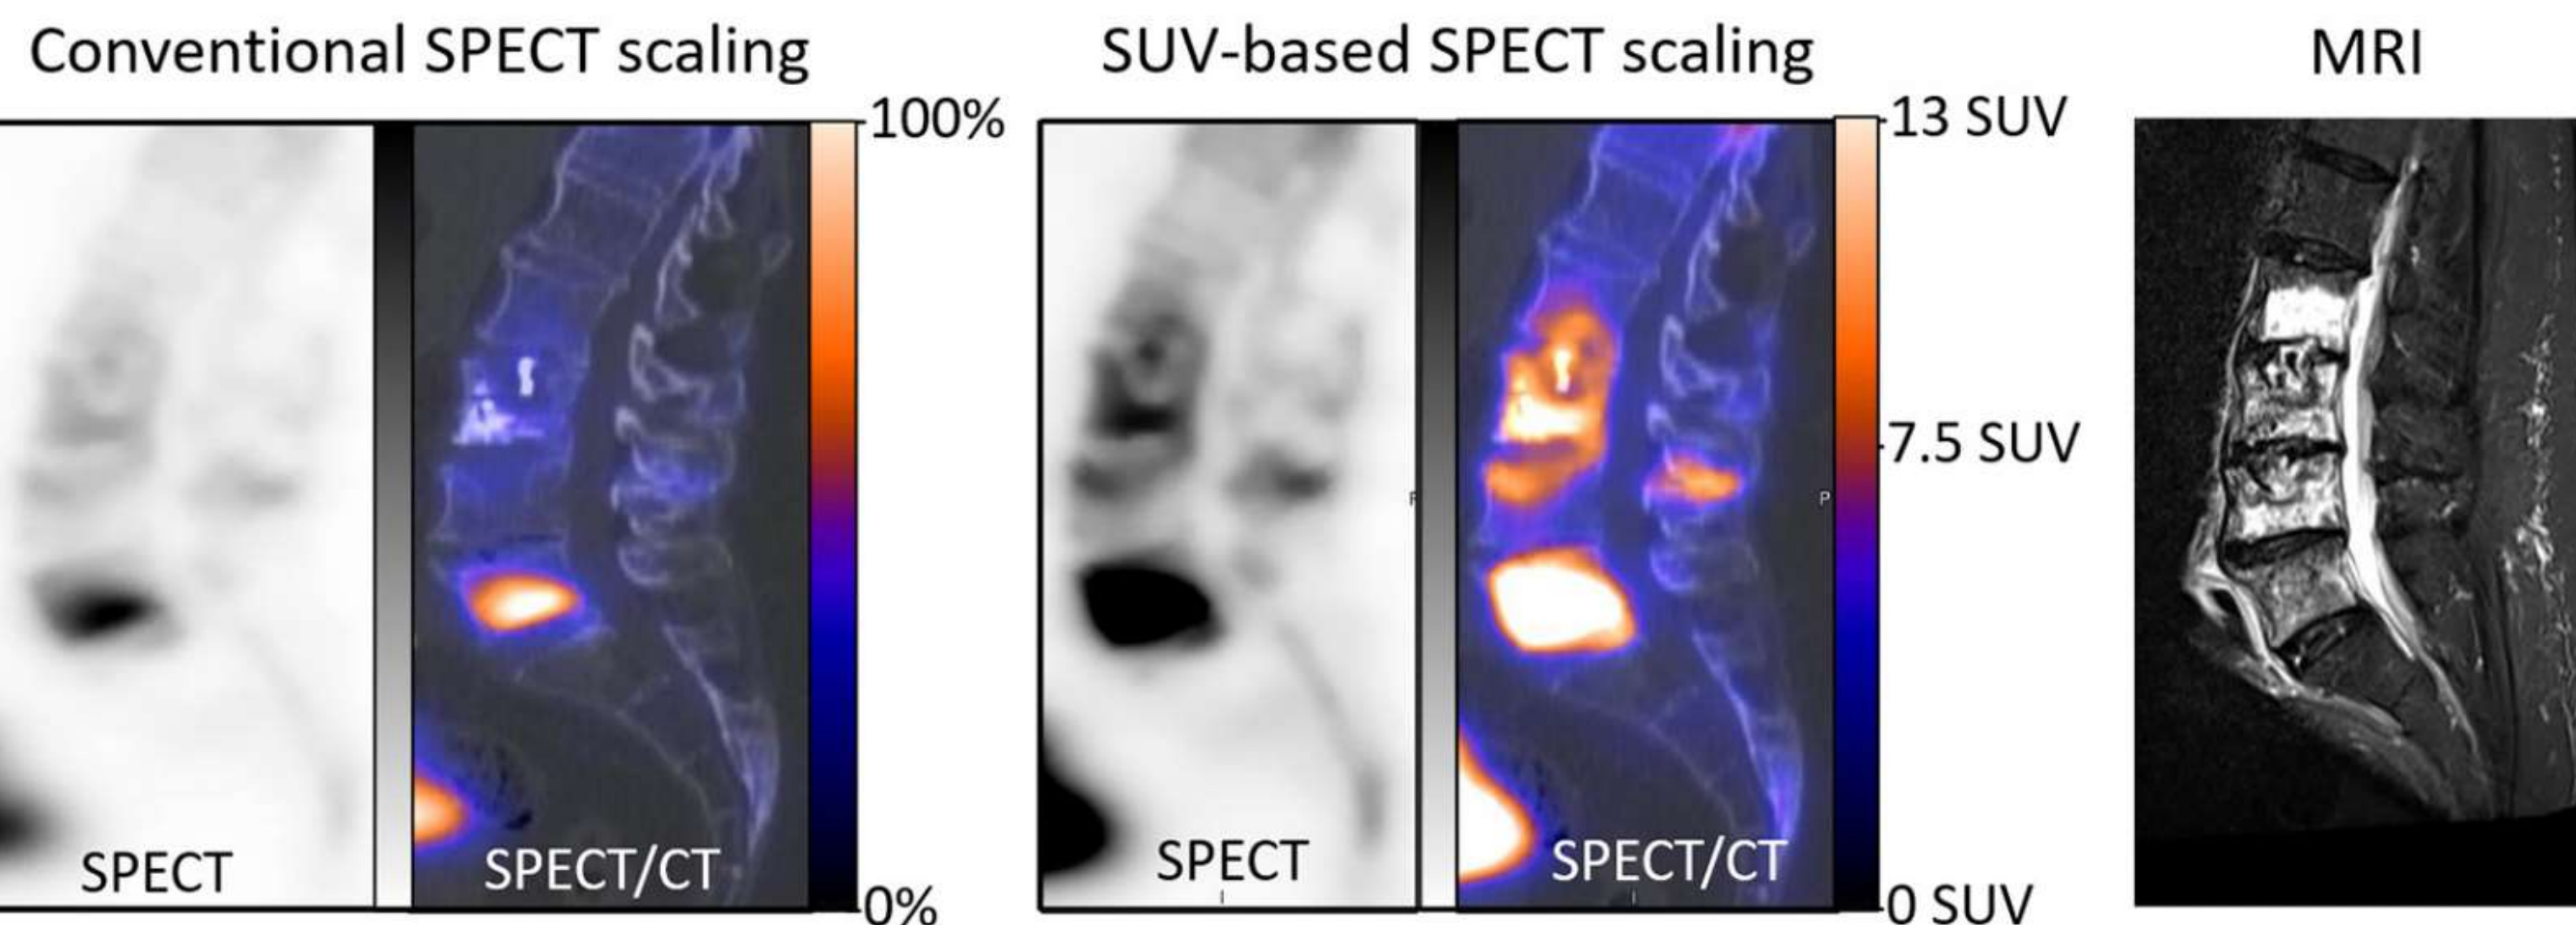 Conventional SPECT scaling
SUV-based SPECT scaling
MRI
100%
0%
13 SUV
7.5 SUV
0 SUV
SPECT
SPECT/CT
SPECT
SPECT/CT
P